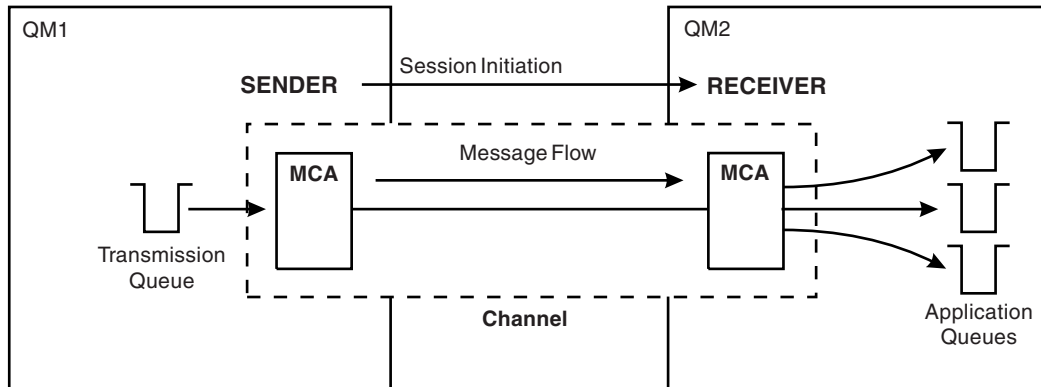 QM1
QM2
Session Initiation
SENDER
RECEIVER
Message Flow
MCA
MCA
Transmission
Queue
Channel
Application
Queues